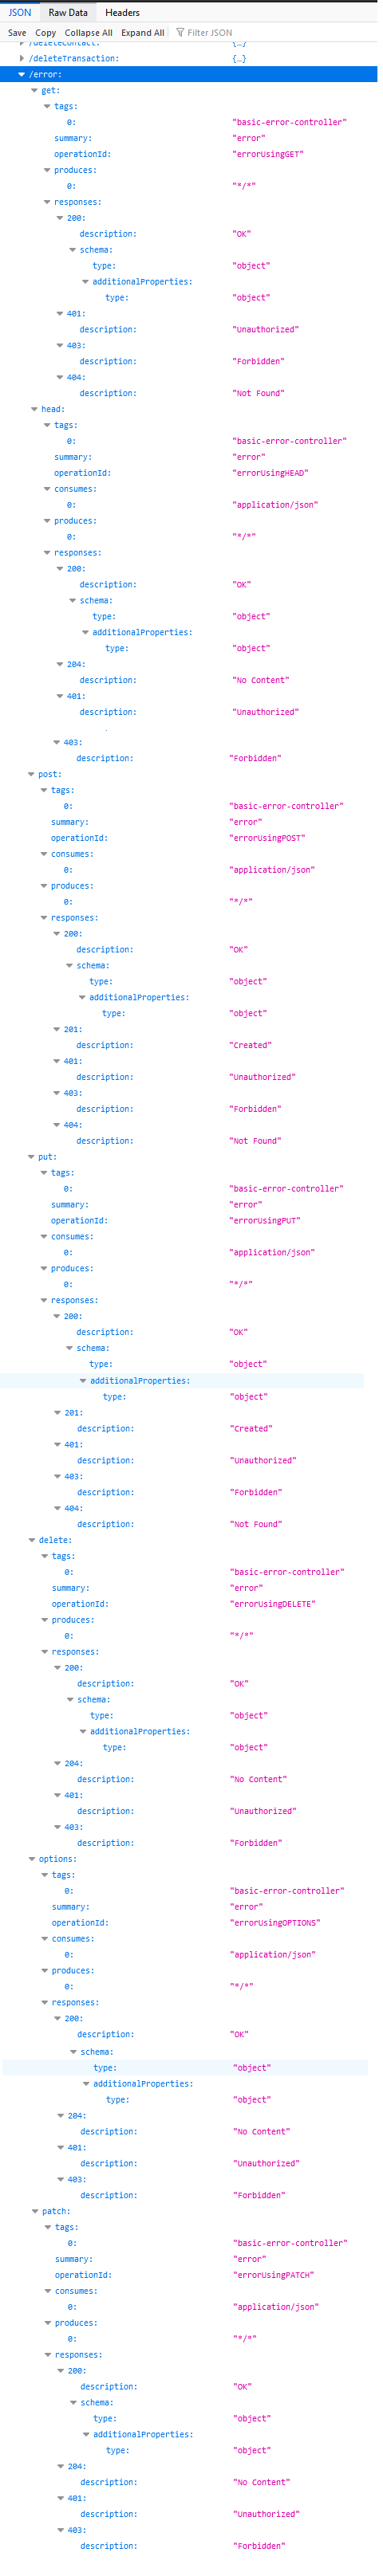 JSON Raw Data Headers
Save Copy Collapse All Expand All Filter JSON
/deleteContact: {…}
/deleteTransaction: {…}
/error:
get:
tags:
0: "basic-error-controller"
summary: "error"
operationId: "errorUsingGET"
produces:
0: "*/*"
responses:
200:
description: "OK"
schema:
type: "object"
additionalProperties:
type: "object"
401:
description: "Unauthorized"
403:
description: "Forbidden"
404:
description: "Not Found"
head:
tags:
0: "basic-error-controller"
summary: "error"
operationId: "errorUsingHEAD"
consumes:
0: "application/json"
produces:
0: "*/*"
responses:
200:
description: "OK"
schema:
type: "object"
additionalProperties:
type: "object"
204:
description: "No Content"
401:
description: "Unauthorized"
403:
description: "Forbidden"
post:
tags:
0: "basic-error-controller"
summary: "error"
operationId: "errorUsingPOST"
consumes:
0: "application/json"
produces:
0: "*/*"
responses:
200:
description: "OK"
schema:
type: "object"
additionalProperties:
type: "object"
201:
description: "Created"
401:
description: "Unauthorized"
403:
description: "Forbidden"
404:
description: "Not Found"
put:
tags:
0: "basic-error-controller"
summary: "error"
operationId: "errorUsingPUT"
consumes:
0: "application/json"
produces:
0: "*/*"
responses:
200:
description: "OK"
schema:
type: "object"
additionalProperties:
type: "object"
201:
description: "Created"
401:
description: "Unauthorized"
403:
description: "Forbidden"
404:
description: "Not Found"
delete:
tags:
0: "basic-error-controller"
summary: "error"
operationId: "errorUsingDELETE"
produces:
0: "*/*"
responses:
200:
description: "OK"
schema:
type: "object"
additionalProperties:
type: "object"
204:
description: "No Content"
401:
description: "Unauthorized"
403:
description: "Forbidden"
options:
tags:
0: "basic-error-controller"
summary: "error"
operationId: "errorUsingOPTIONS"
consumes:
0: "application/json"
produces:
0: "*/*"
responses:
200:
description: "OK"
schema:
type: "object"
additionalProperties:
type: "object"
204:
description: "No Content"
401:
description: "Unauthorized"
403:
description: "Forbidden"
patch:
tags:
0: "basic-error-controller"
summary: "error"
operationId: "errorUsingPATCH"
consumes:
0: "application/json"
produces:
0: "*/*"
responses:
200:
description: "OK"
schema:
type: "object"
additionalProperties:
type: "object"
204:
description: "No Content"
401:
description: "Unauthorized"
403:
description: "Forbidden"